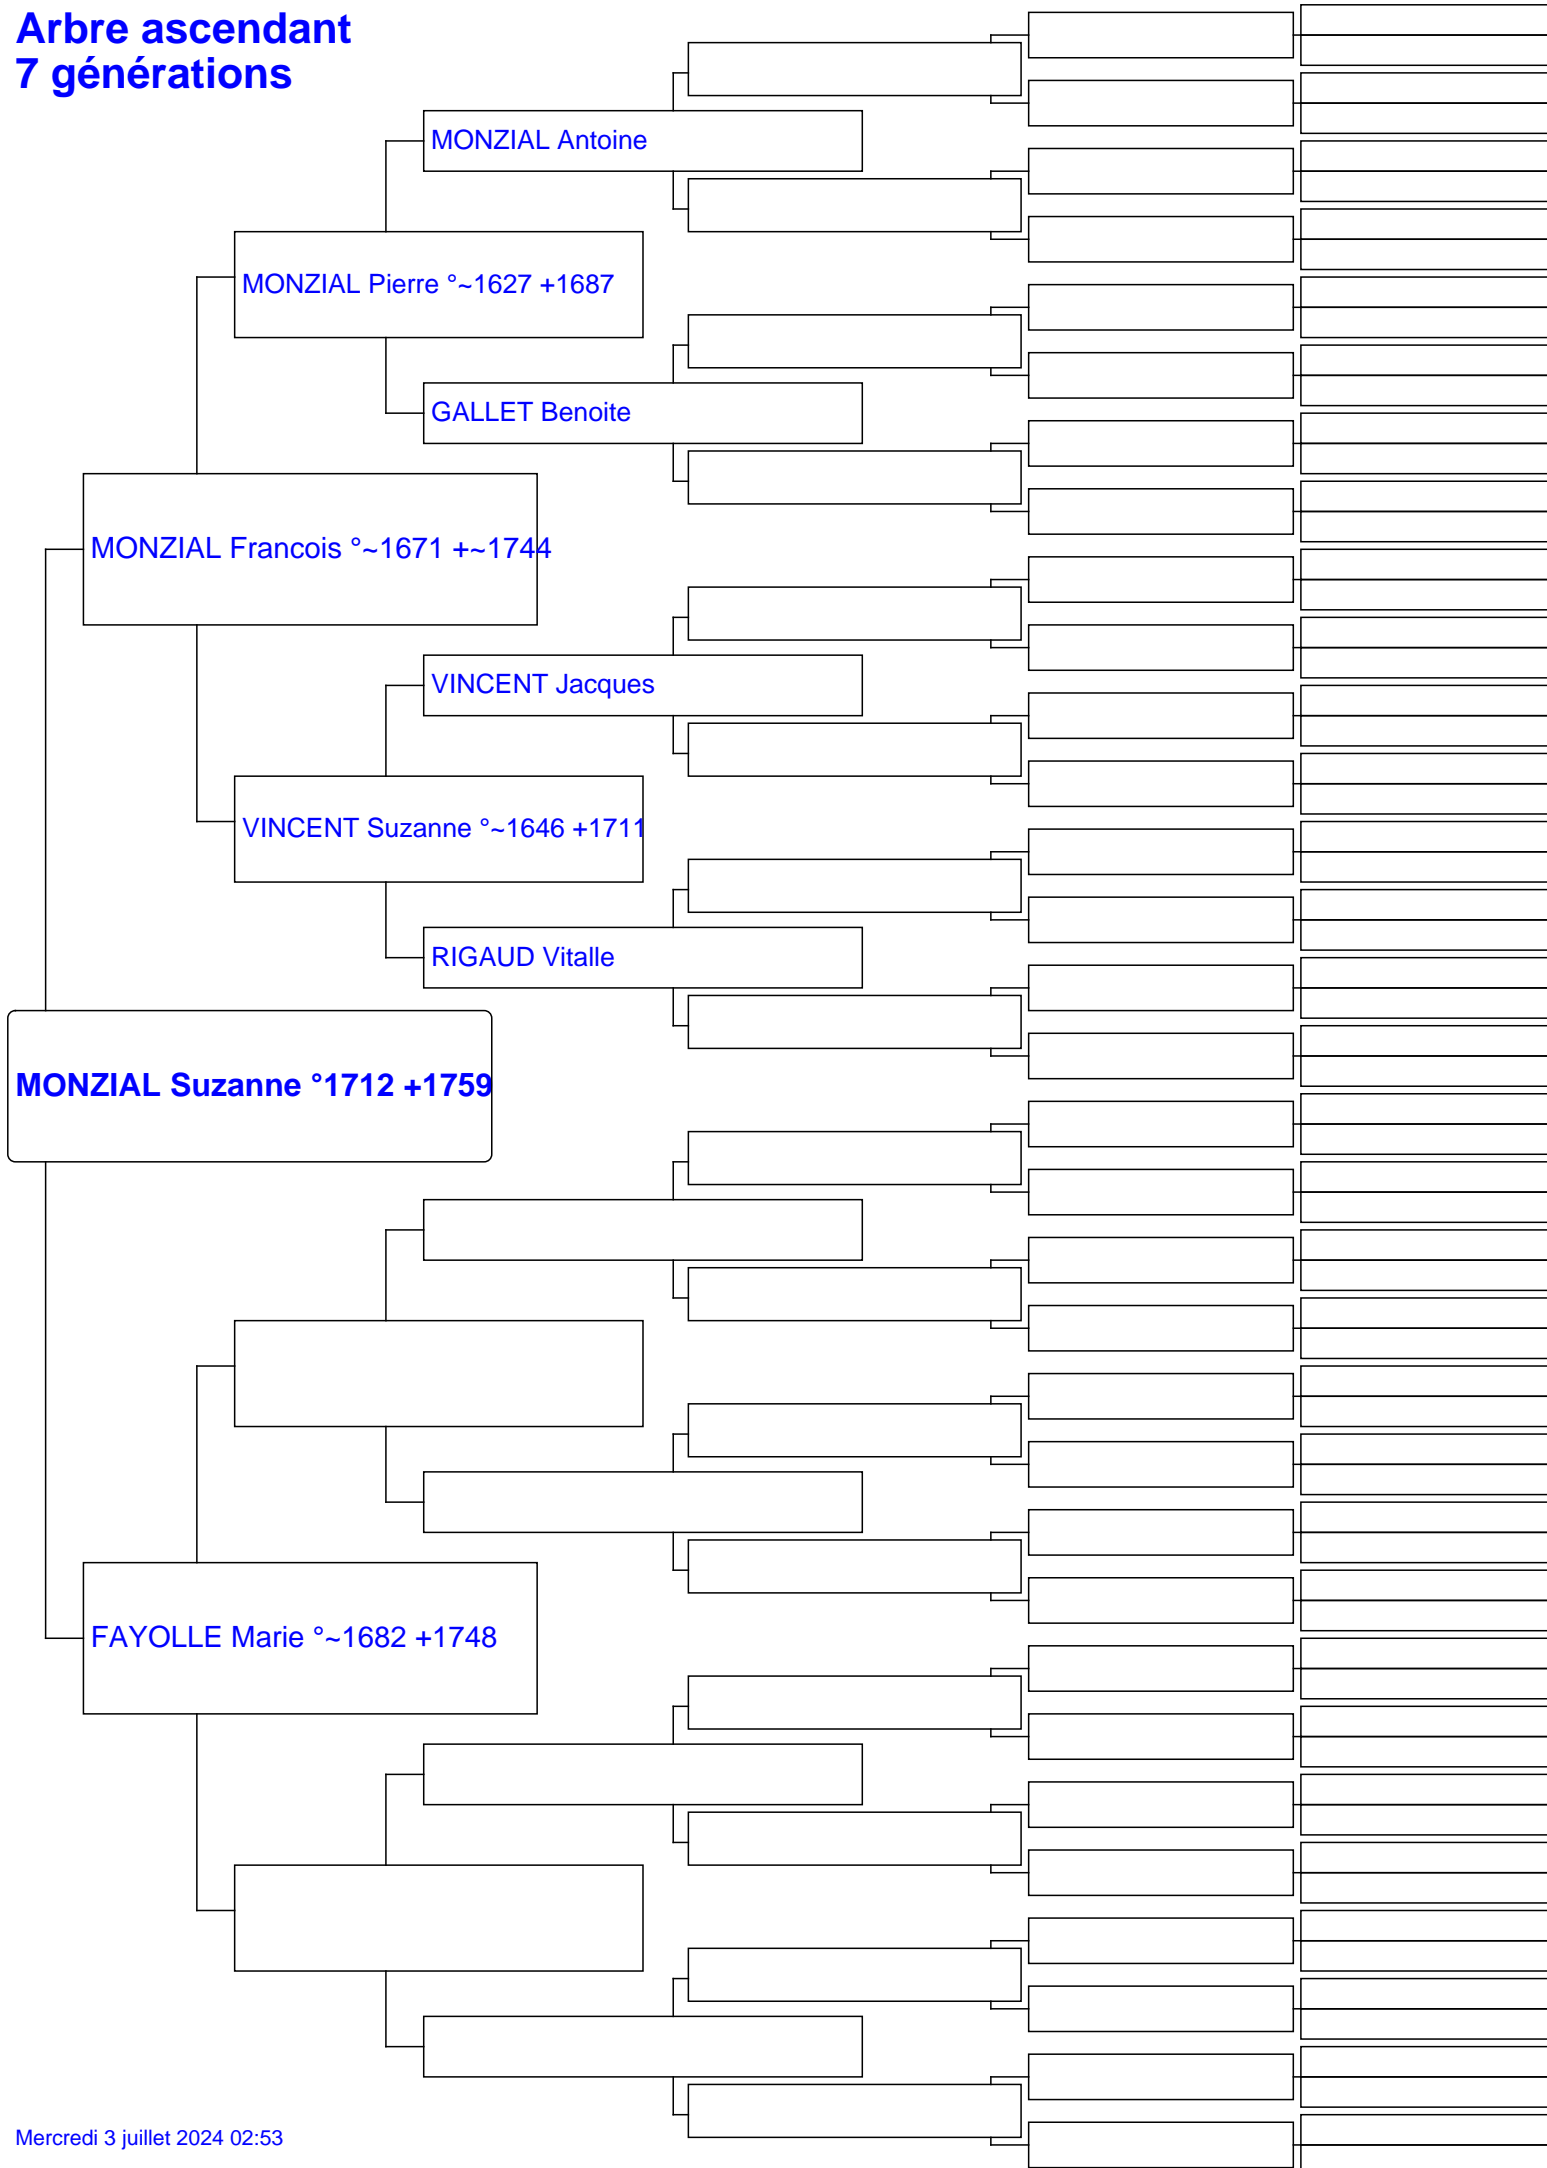 Arbre ascendant
7 générations
MONZIAL Antoine
MONZIAL Pierre °~1627 +1687
GALLET Benoite
MONZIAL Francois °~1671 +~1744
VINCENT Jacques
VINCENT Suzanne °~1646 +1711
RIGAUD Vitalle
MONZIAL Suzanne °1712 +1759
FAYOLLE Marie °~1682 +1748
Mercredi 3 juillet 2024 02:53